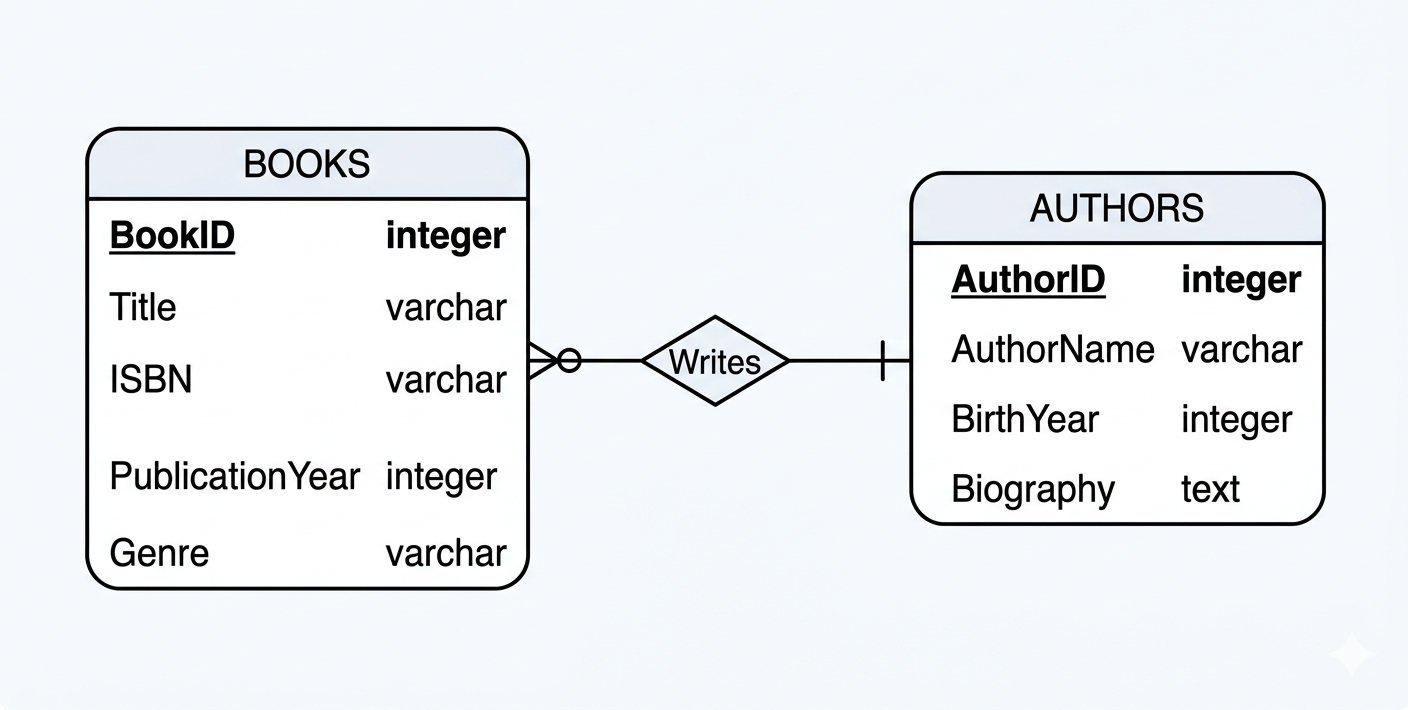 BOOKS
BookID integer
Title varchar
ISBN varchar
PublicationYear integer
Genre varchar
Writes
AUTHORS
AuthorID integer
AuthorName varchar
BirthYear integer
Biography text